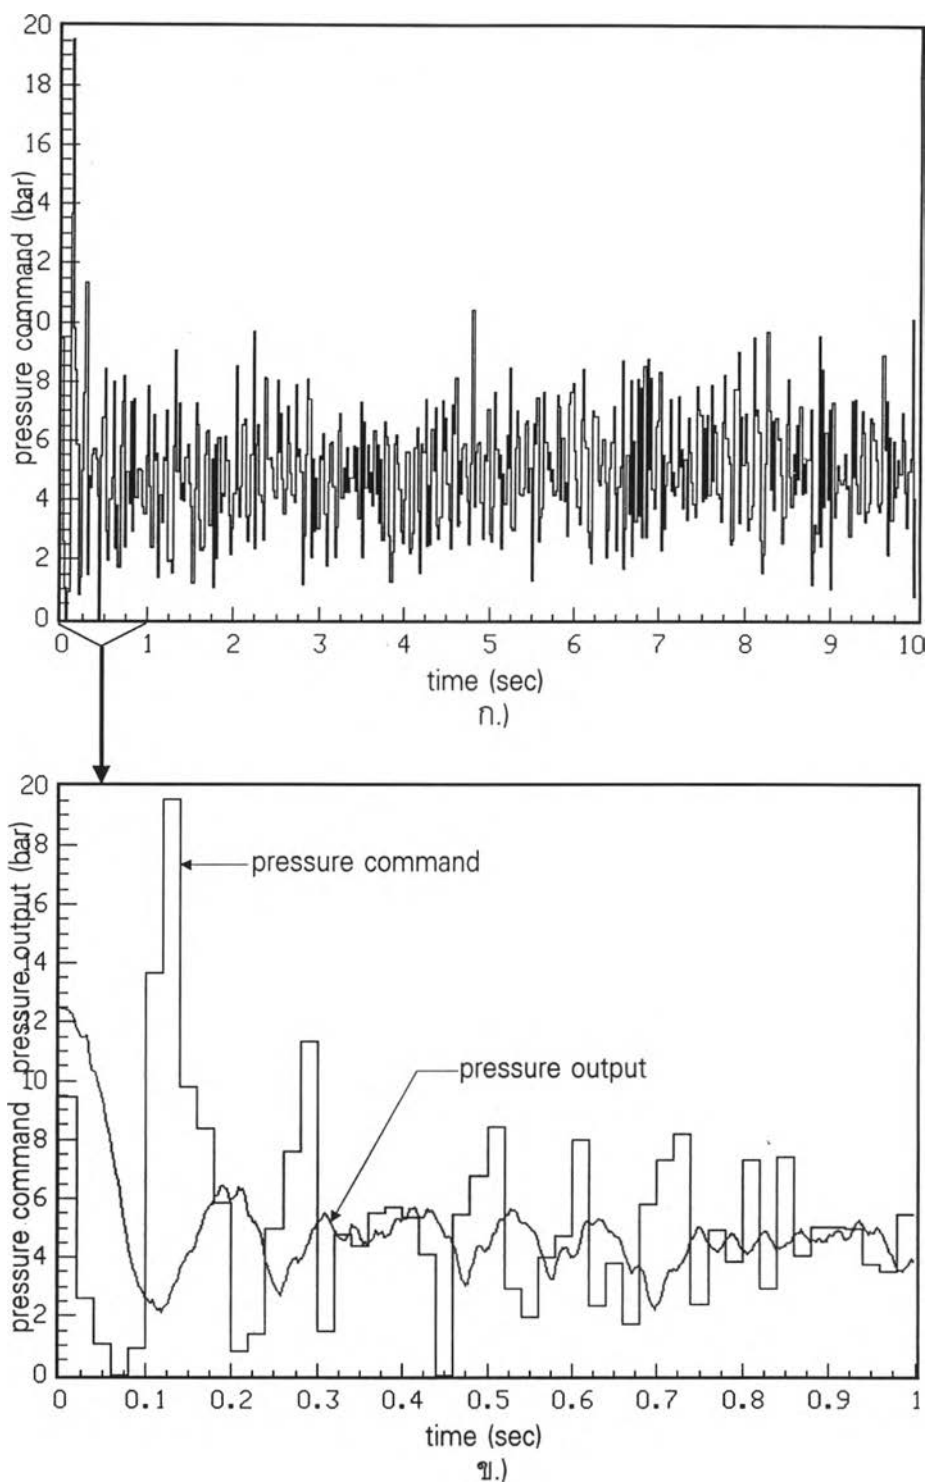 20
18
16
14
12
10
8
6
4
2
0
pressure command (bar)
0 1 2 3 4 5 6 7 8 9 10
time (sec)
ก.)
20
18
16
14
12
10
8
6
4
2
0
pressure command , pressure output (bar)
pressure command
pressure output
0 0.1 0.2 0.3 0.4 0.5 0.6 0.7 0.8 0.9 1
time (sec)
ข.)